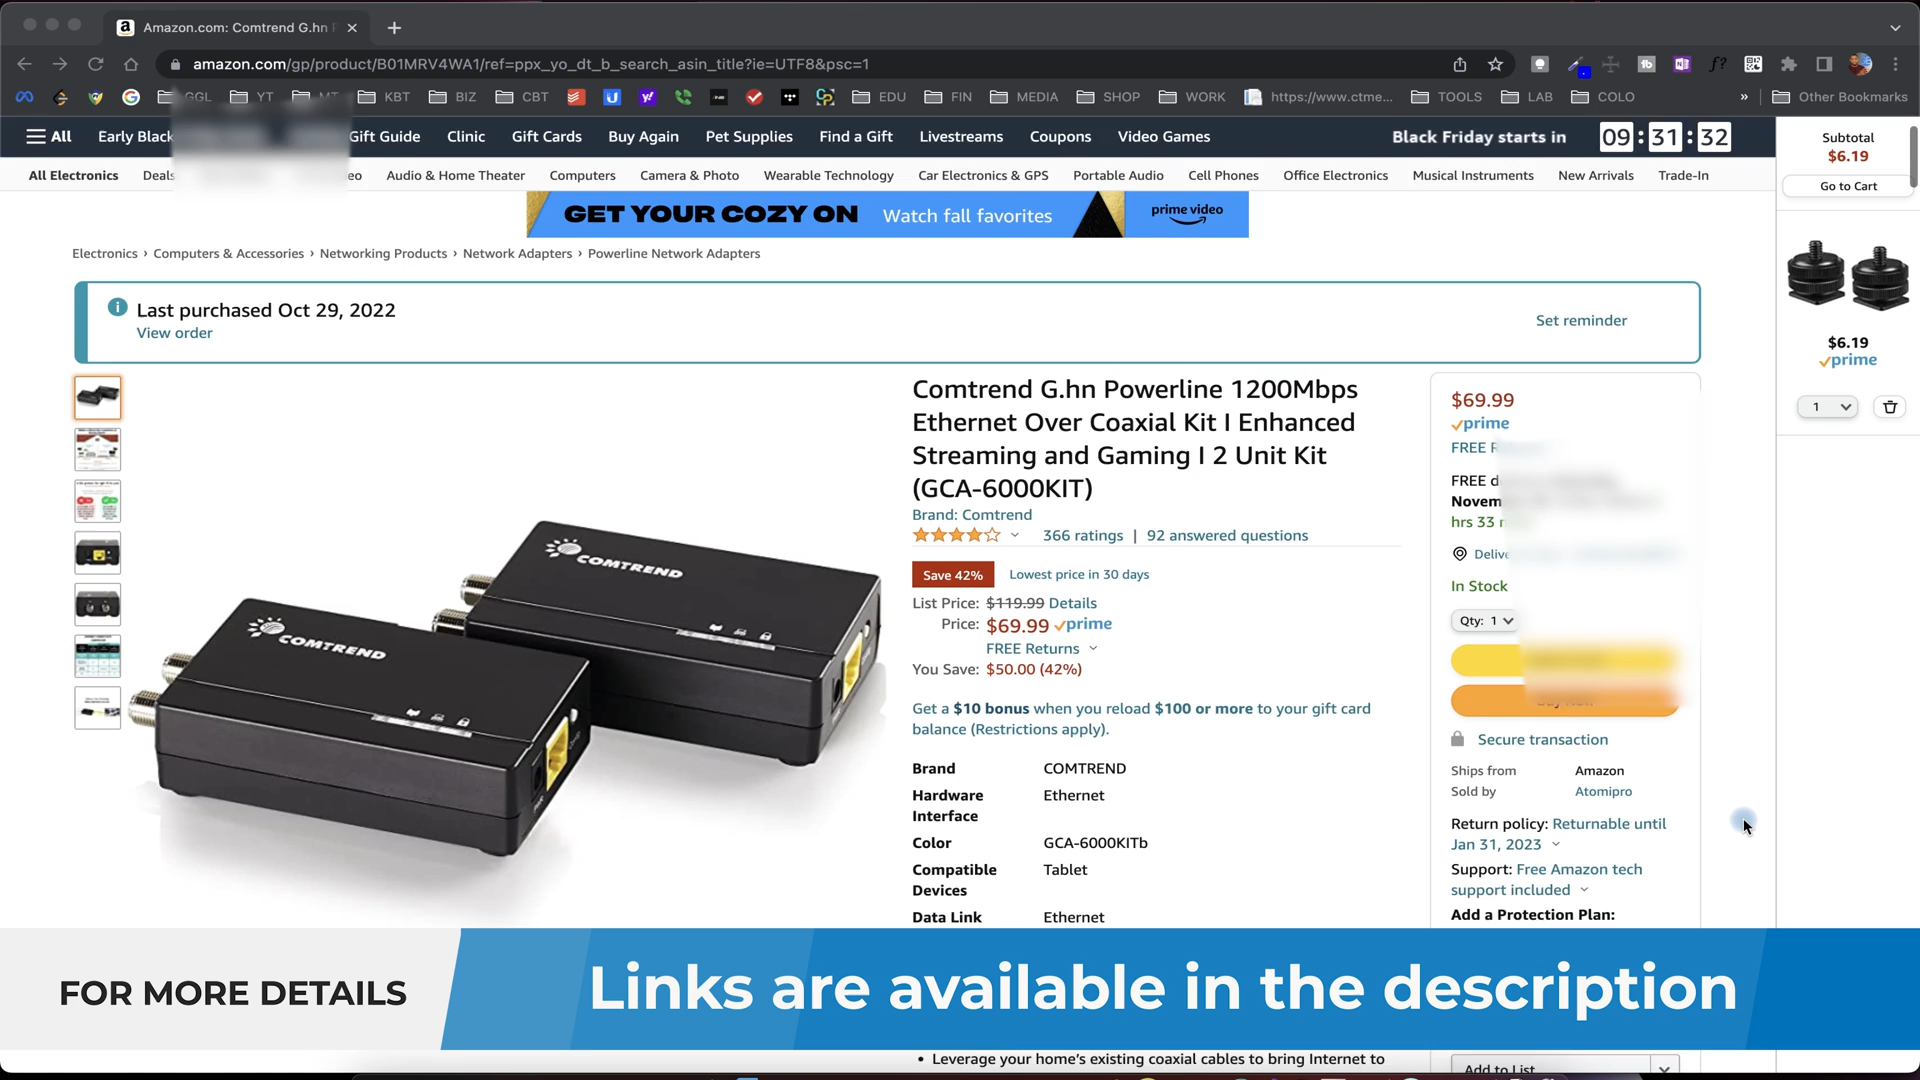 Amazon.com: Comtrend G.hn
amazon.com/gp/product/B01MRV4WA1/ref=ppx_yo_dt_b_search_asin_title?ie=UTF8&psc=1
GGL YT MT KBT BIZ CBT EDU FIN MEDIA SHOP WORK https://www.ctme... TOOLS LAB COLO » Other Bookmarks
All Early Black Gift Guide Clinic Gift Cards Buy Again Pet Supplies Find a Gift Livestreams Coupons Video Games Black Friday starts in 09:31:32
All Electronics Deals Audio & Home Theater Computers Camera & Photo Wearable Technology Car Electronics & GPS Portable Audio Cell Phones Office Electronics Musical Instruments New Arrivals Trade-In
Subtotal
$6.19
Go to Cart
GET YOUR COZY ON Watch fall favorites prime video
Electronics › Computers & Accessories › Networking Products › Network Adapters › Powerline Network Adapters
Last purchased Oct 29, 2022
View order
Set reminder
$6.19
prime
1
COMTREND
COMTREND
Comtrend G.hn Powerline 1200Mbps
Ethernet Over Coaxial Kit I Enhanced
Streaming and Gaming I 2 Unit Kit
(GCA-6000KIT)
Brand: Comtrend
366 ratings | 92 answered questions
Save 42% Lowest price in 30 days
List Price: $119.99 Details
Price: $69.99 prime
FREE Returns
You Save: $50.00 (42%)
Get a $10 bonus when you reload $100 or more to your gift card
balance (Restrictions apply).
Brand COMTREND
Hardware Interface Ethernet
Color GCA-6000KITb
Compatible Devices Tablet
Data Link Ethernet
$69.99
prime
FREE
FREE
hrs 33
In Stock
Qty: 1
Secure transaction
Ships from Amazon
Sold by Atomipro
Return policy: Returnable until
Jan 31, 2023
Support: Free Amazon tech
support included
Add a Protection Plan:
FOR MORE DETAILS
Links are available in the description
• Leverage your home's existing coaxial cables to bring Internet to
Add to List